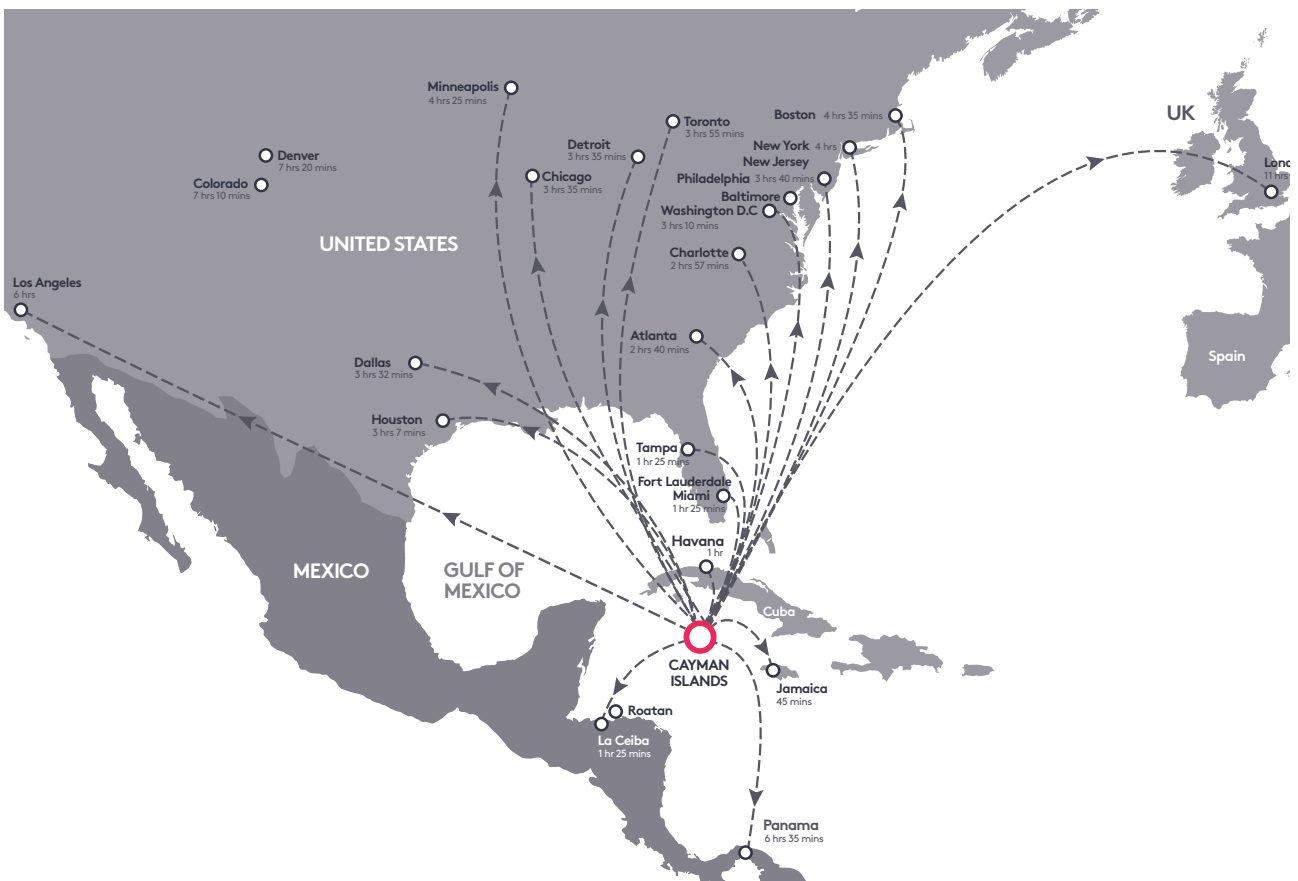 Minneapolis
4 hrs 25 mins
Toronto
3 hrs 55 mins
Boston 4 hrs 35 mins
UK
Detroit
3 hrs 35 mins
New York 4 hrs
New Jersey
Denver
7 hrs 20 mins
Lond
11 hrs
Colorado
7 hrs 10 mins
Chicago
3 hrs 35 mins
Philadelphia 3 hrs 40 mins
Baltimore
Washington D.C
3 hrs 10 mins
UNITED STATES
Charlotte
2 hrs 57 mins
Los Angeles
6 hrs
Atlanta
2 hrs 40 mins
Dallas
3 hrs 32 mins
Spain
Houston
3 hrs 7 mins
Tampa
1 hr 25 mins
Fort Lauderdale
Miami
1 hr 25 mins
Havana
1 hr
MEXICO
GULF OF
MEXICO
Cuba
CAYMAN
ISLANDS
Jamaica
45 mins
Roatan
La Ceiba
1 hr 25 mins
Panama
6 hrs 35 mins